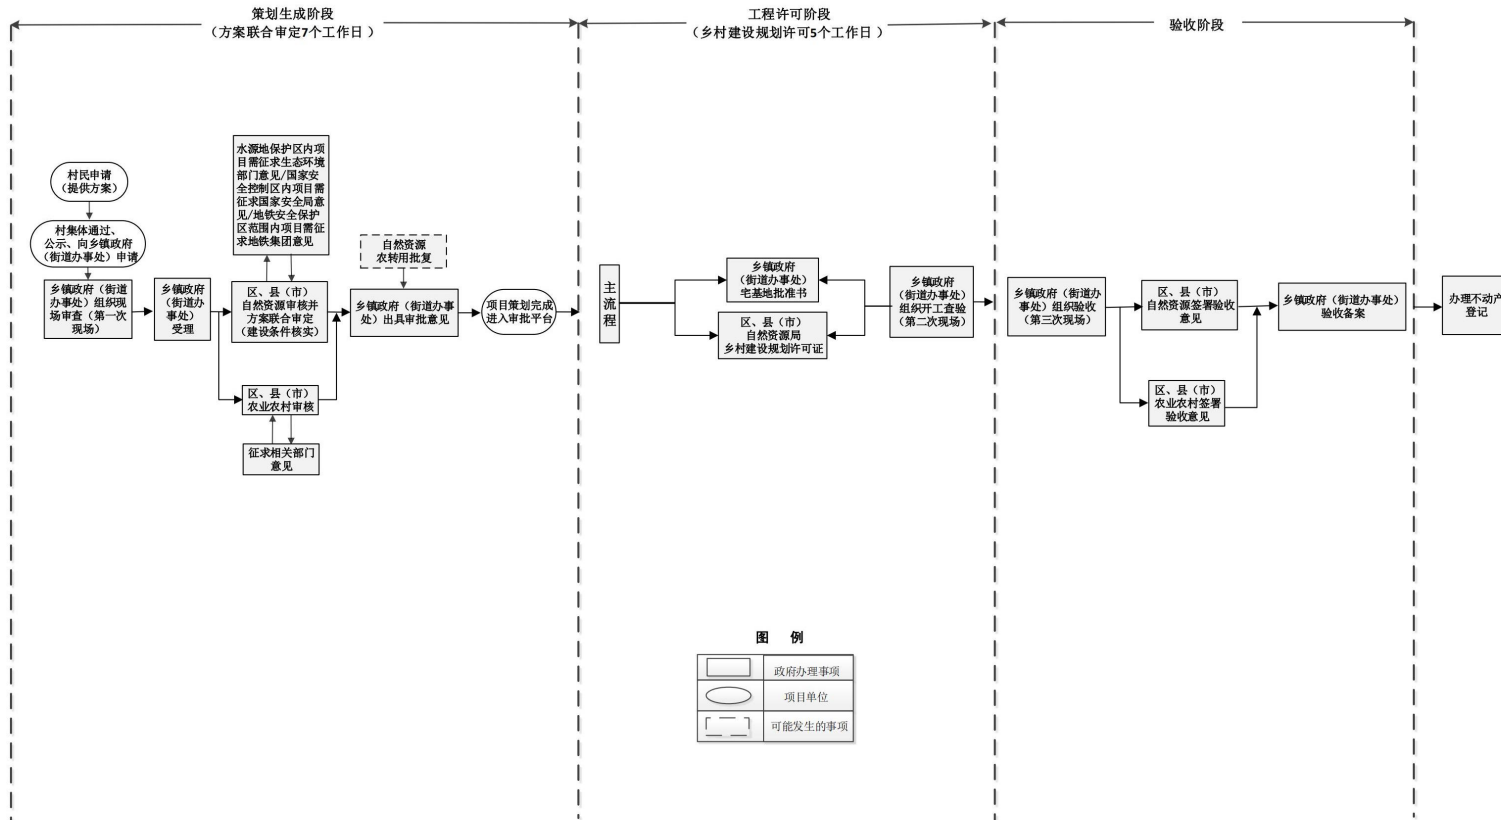 策划生成阶段
（方案联合审定7个工作日 ）
工程许可阶段
（乡村建设规划许可5个工作日 ）
验收阶段
村民申请
（提供方案）
村集体通过、
公示、向乡镇政府
（街道办事处）申请
乡镇政府（街道
办事处）组织现
场审查（第一次
现场）
乡镇政府
（街道办
事处）
受理
水源地保护区内项
目需征求生态环境
部门意见/国家安
全控制区内项目需
征求国家安全局意
见/地铁安全保护
区范围内项目需征
求地铁集团意见
区、县（市）
自然资源审核并
方案联合审定
（建设条件核实）
区、县（市）
农业农村审核
征求相关部门
意见
自然资源
农转用批复
乡镇政府（街道办事
处）出具审批意见
项目策划完成
进入审批平台
主
流
程
乡镇政府
（街道办事处）
宅基地批准书
区、县（市）
自然资源局
乡村建设规划许可证
乡镇政府
（街道办事处）
组织开工查验
（第二次现场）
乡镇政府（街道办
事处）组织验收
（第三次现场）
区、县（市）
自然资源签署验收
意见
区、县（市）
农业农村签署
验收意见
乡镇政府（街道办事处）
验收备案
办理不动产
登记
图 例
政府办理事项
项目单位
可能发生的事项